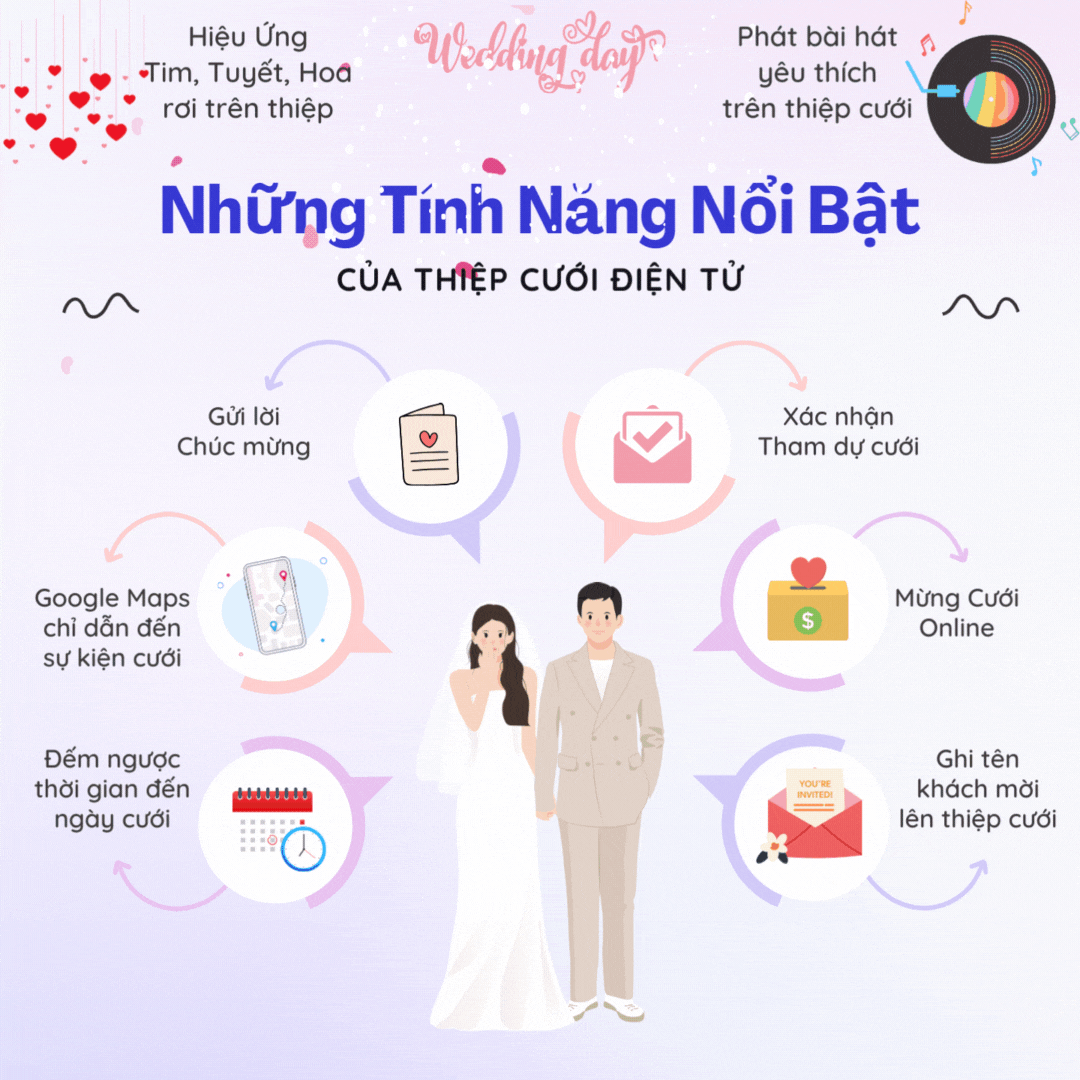 Hiệu Ứng
Tim, Tuyết, Hoa
rơi trên thiệp
Wedding day
Phát bài hát
yêu thích
trên thiệp cưới
Những Tính Năng Nổi Bật
CỦA THIỆP CƯỚI ĐIỆN TỬ
Gửi lời
Chúc mừng
Xác nhận
Tham dự cưới
Google Maps
chỉ dẫn đến
sự kiện cưới
$
Mừng Cưới
Online
Đếm ngược
thời gian đến
ngày cưới
YOU'RE
INVITED!
Ghi tên
khách mời
lên thiệp cưới